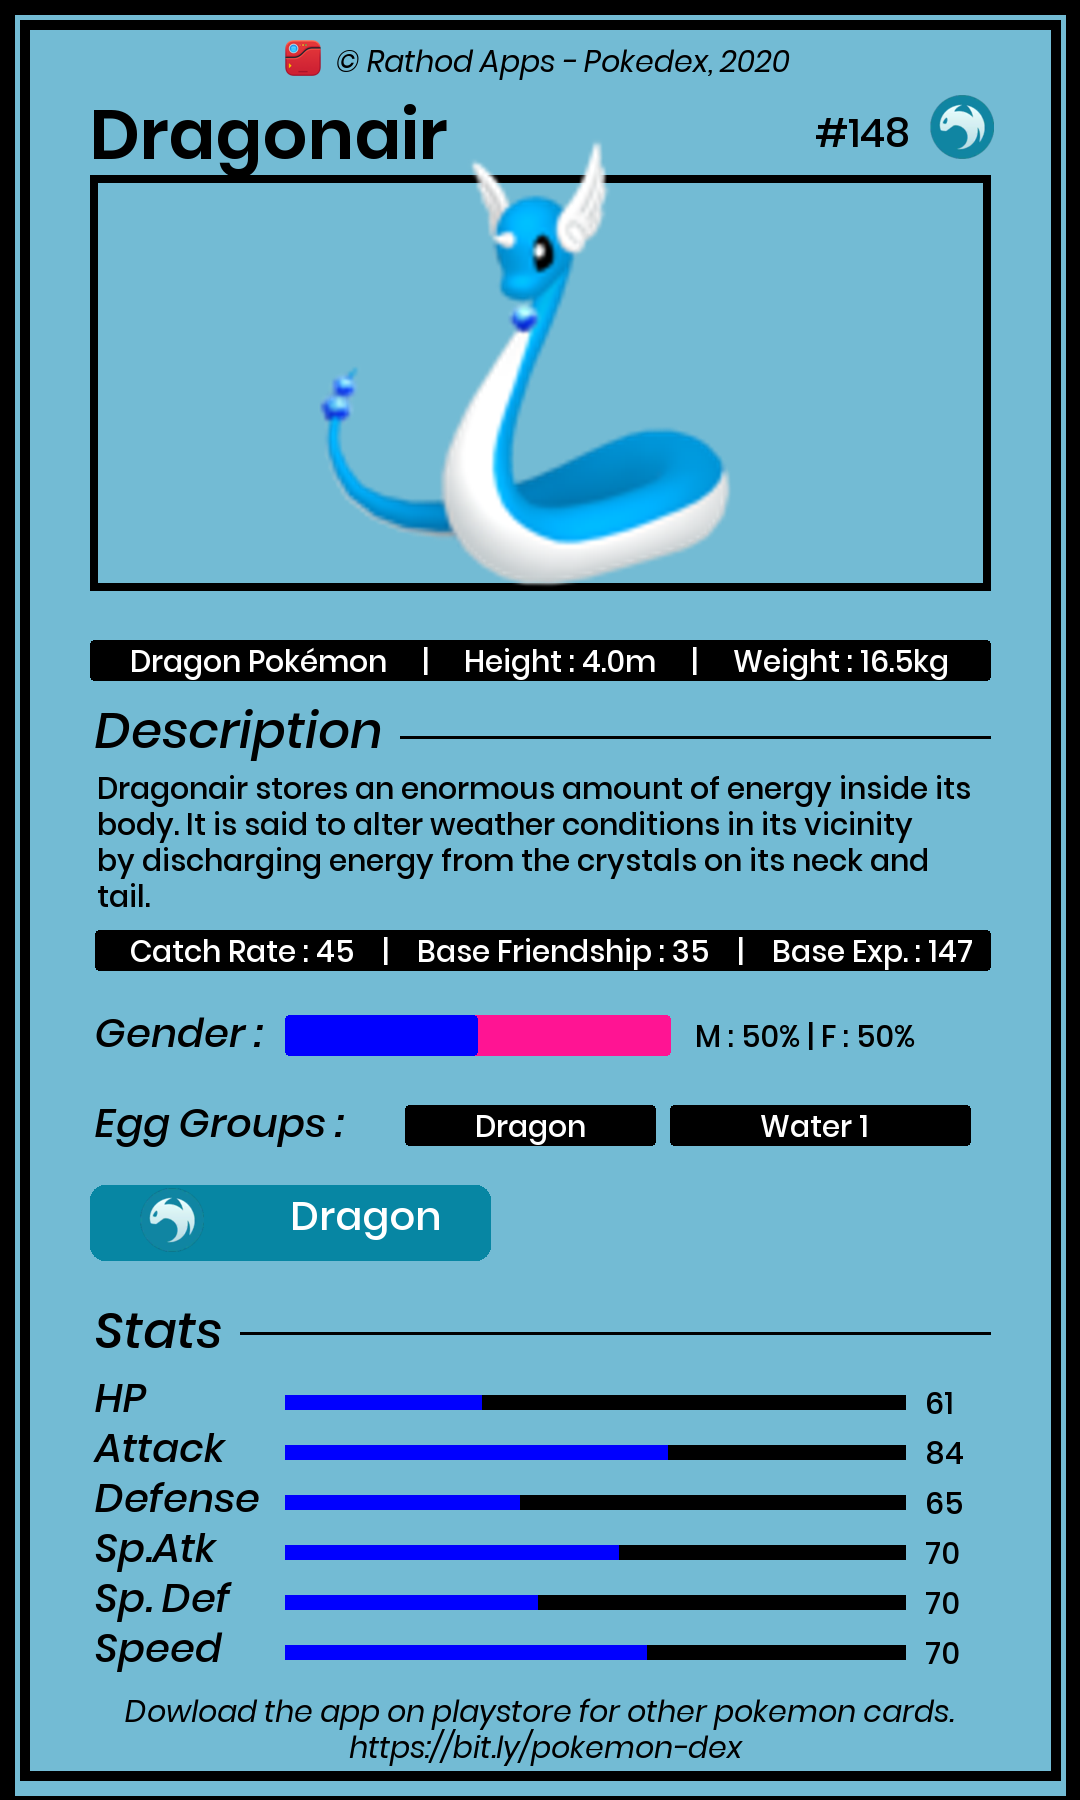 © Rathod Apps - Pokedex, 2020
Dragonair
#148
Dragon Pokémon | Height : 4.0m | Weight : 16.5kg
Description
Dragonair stores an enormous amount of energy inside its
body. It is said to alter weather conditions in its vicinity
by discharging energy from the crystals on its neck and
tail.
Catch Rate : 45 | Base Friendship : 35 | Base Exp. : 147
Gender : M : 50% | F : 50%
Egg Groups : Dragon Water 1
Dragon
Stats
HP 61
Attack 84
Defense 65
Sp.Atk 70
Sp. Def 70
Speed 70
Dowload the app on playstore for other pokemon cards.
https://bit.ly/pokemon-dex